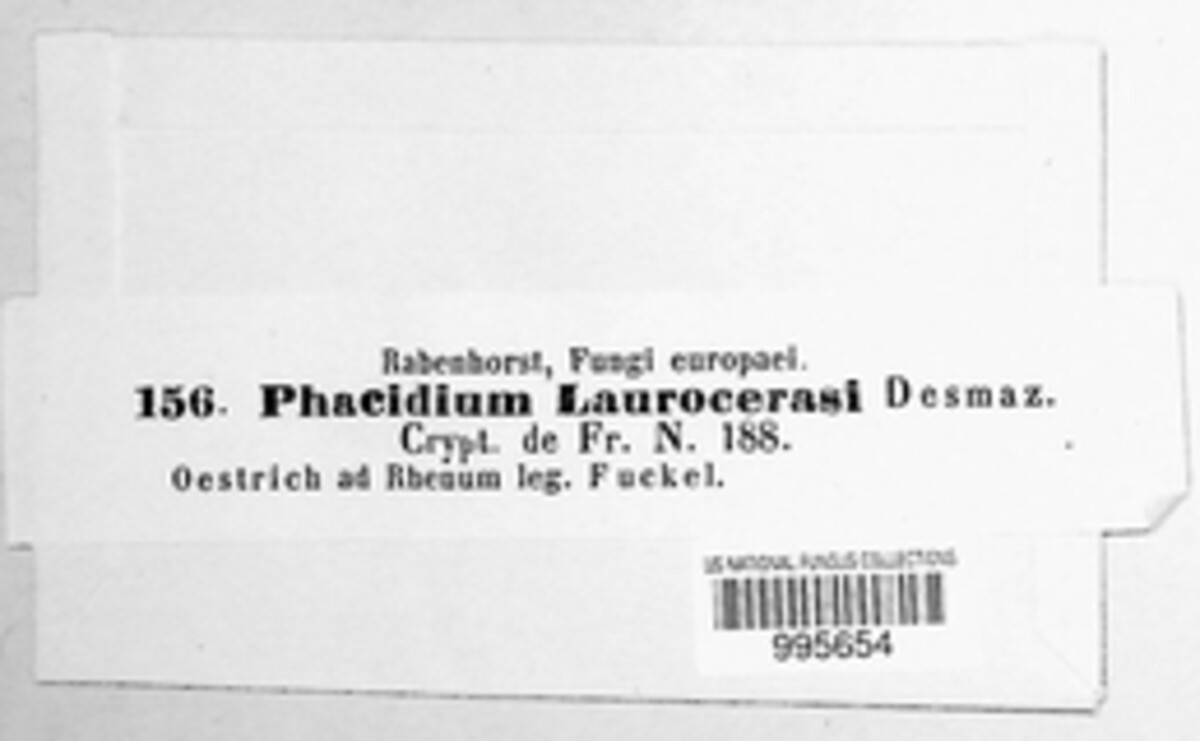 Rabenhorst, Fungi europaei.
156. Phacidium Laurocerasi Desmaz.
Crypt. de Fr. N. 188.
Oestrich ad Rhenum leg. Fuckel.
US NATIONAL FUNGUS COLLECTIONS
995654